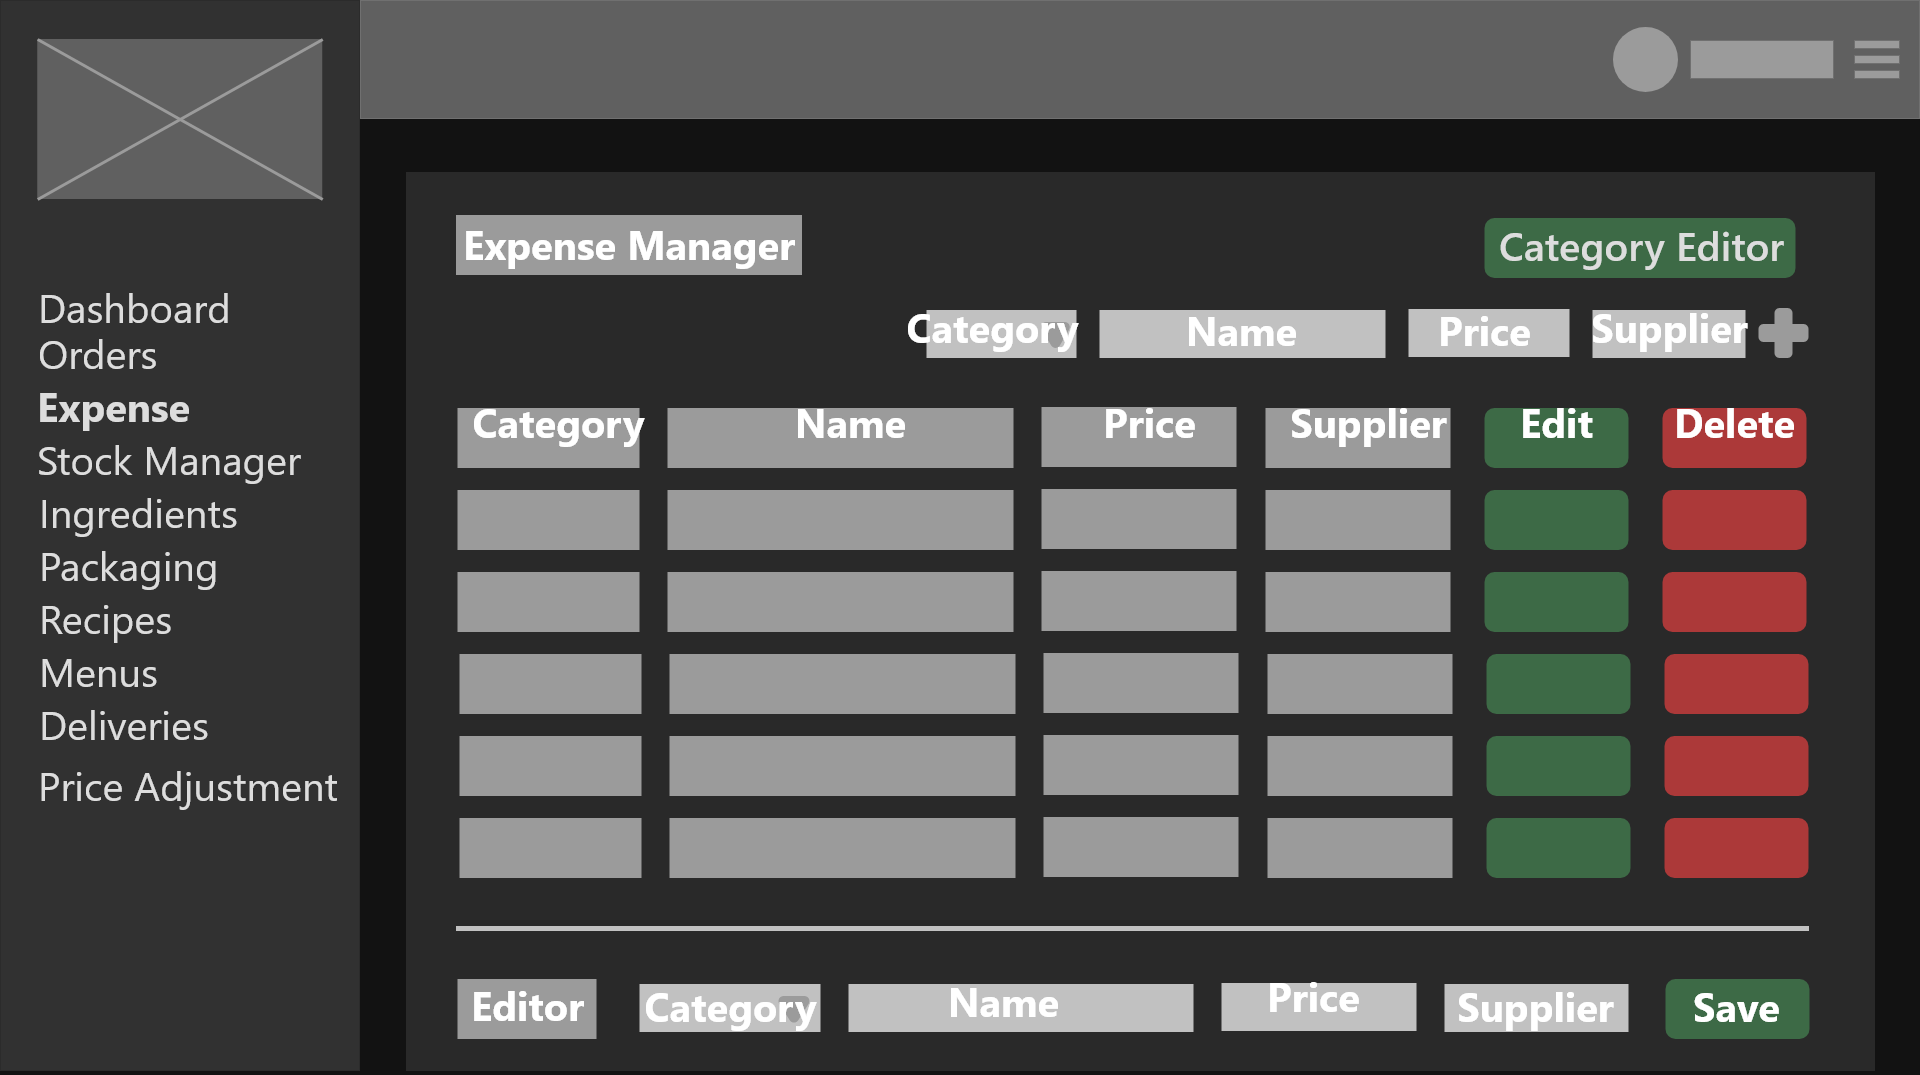 Dashboard
Orders
Expense
Stock Manager
Ingredients
Packaging
Recipes
Menus
Deliveries
Price Adjustment
Expense Manager
Category Editor
Category Name Price Supplier
Category Name Price Supplier Edit Delete
Editor Category Name Price Supplier Save